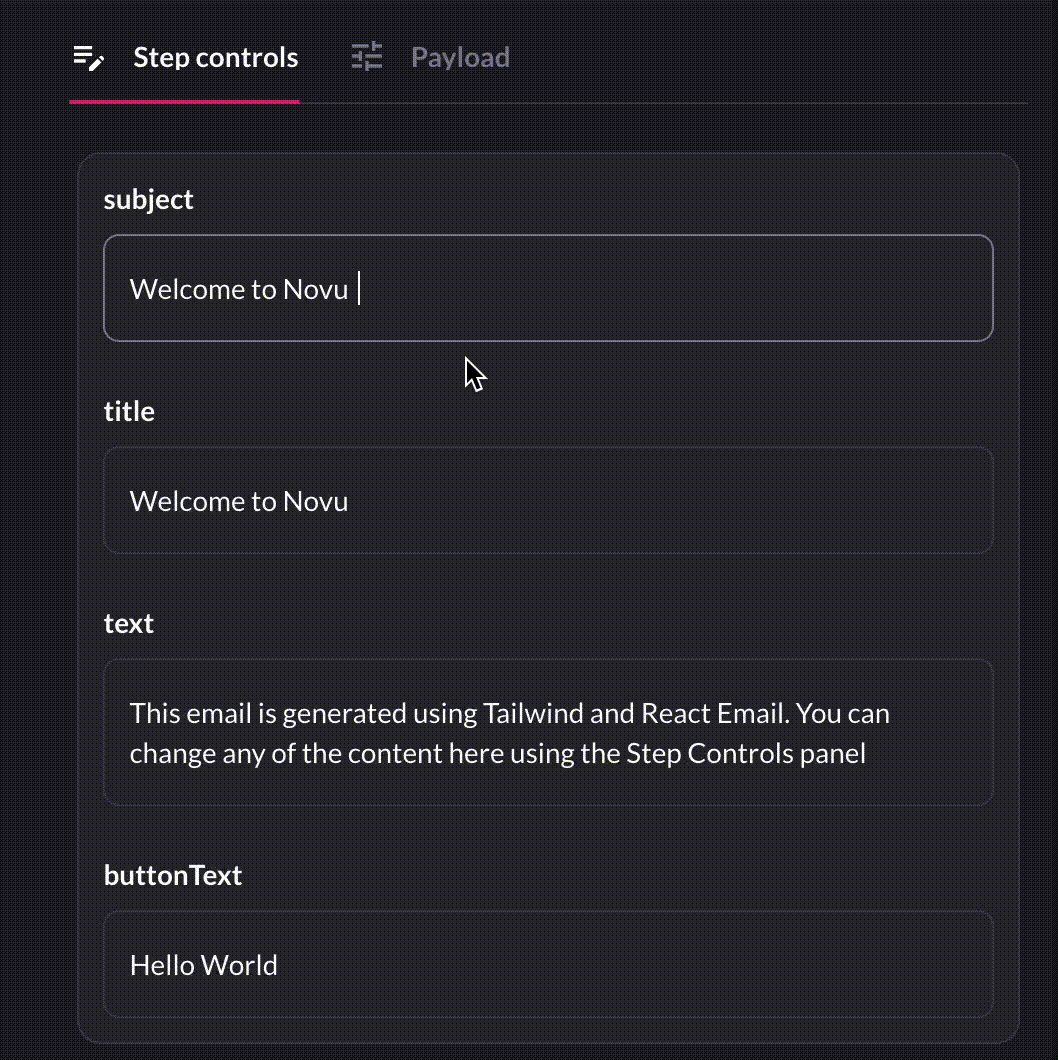 Step controls
Payload
subject
Welcome to Novu
title
Welcome to Novu
text
This email is generated using Tailwind and React Email. You can
change any of the content here using the Step Controls panel
buttonText
Hello World